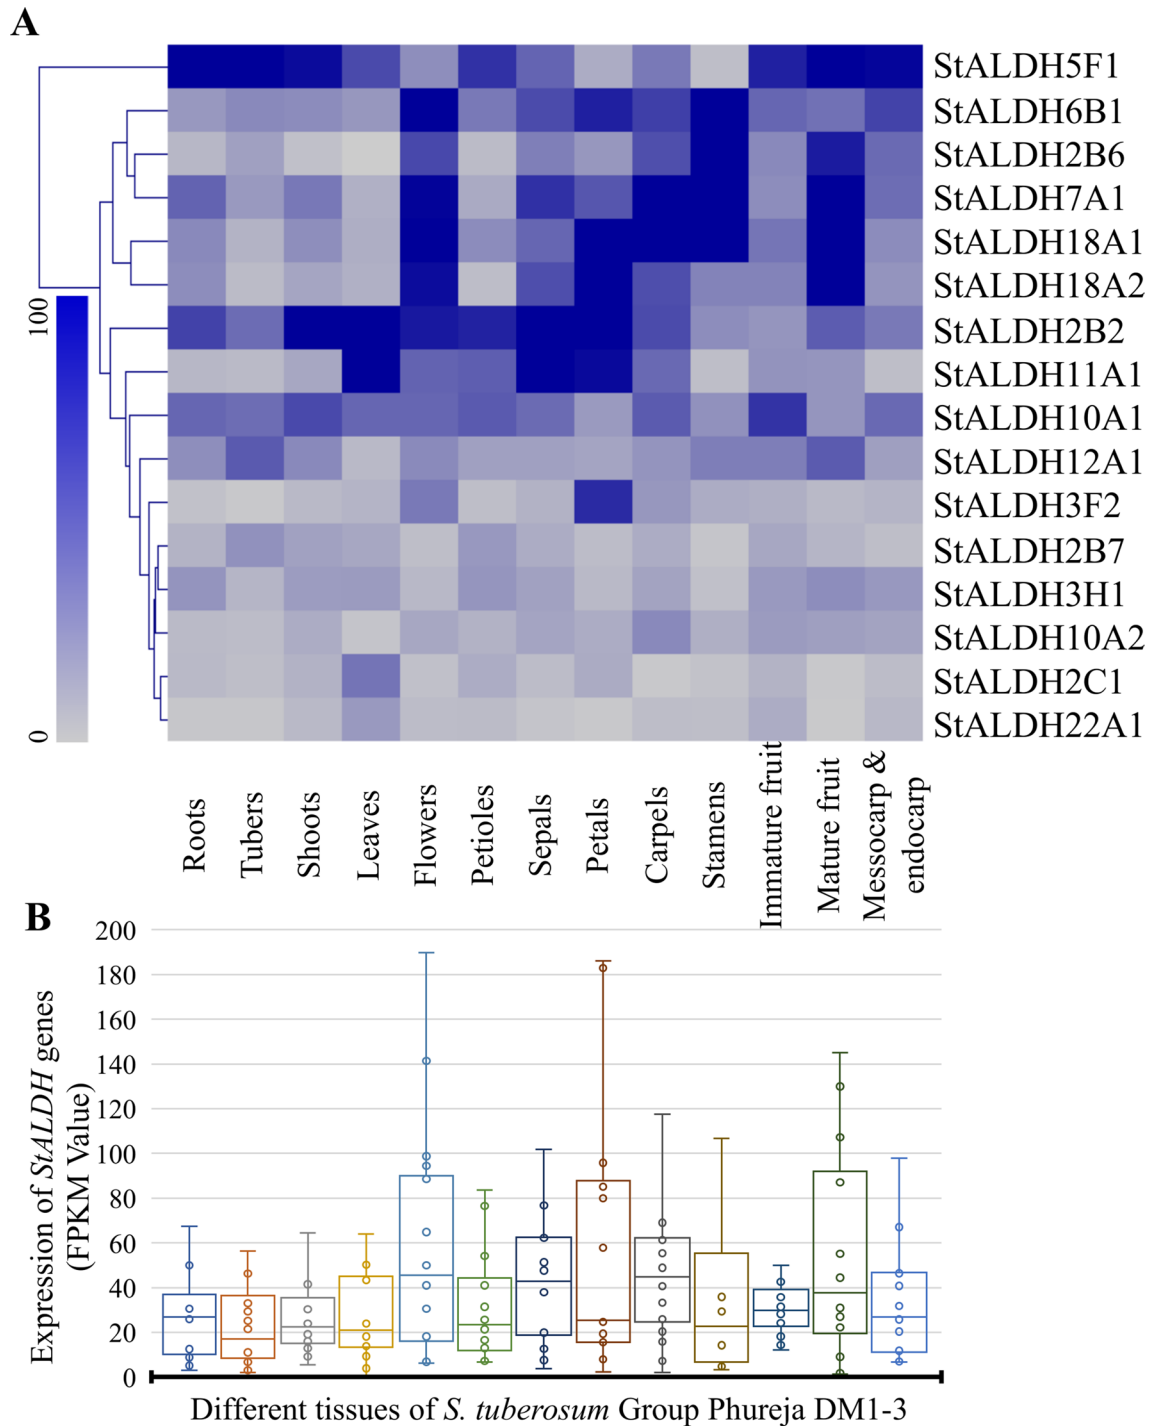 A
StALDH5F1
StALDH6B1
StALDH2B6
StALDH7A1
StALDH18A1
StALDH18A2
StALDH2B2
StALDH11A1
StALDH10A1
StALDH12A1
StALDH3F2
StALDH2B7
StALDH3H1
StALDH10A2
StALDH2C1
StALDH22A1
100
0
Roots
Tubers
Shoots
Leaves
Flowers
Petioles
Sepals
Petals
Carpels
Stamens
Immature fruit
Mature fruit
Messocarp &
endocarp
B
Expression of StALDH genes
(FPKM Value)
200
180
160
140
120
100
80
60
40
20
0
Different tissues of S. tuberosum Group Phureja DM1-3